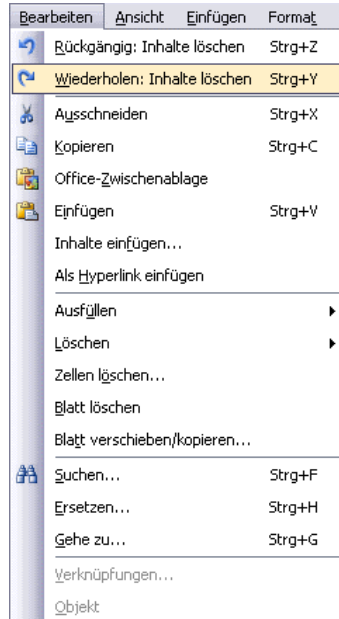 Bearbeiten Ansicht Einfügen Format
Rückgängig: Inhalte löschen Strg+Z
Wiederholen: Inhalte löschen Strg+Y
Ausschneiden Strg+X
Kopieren Strg+C
Office-Zwischenablage
Einfügen Strg+V
Inhalte einfügen...
Als Hyperlink einfügen
Ausfüllen
Löschen
Zellen löschen...
Blatt löschen
Blatt verschieben/kopieren...
Suchen... Strg+F
Ersetzen... Strg+H
Gehe zu... Strg+G
Verknüpfungen...
Objekt